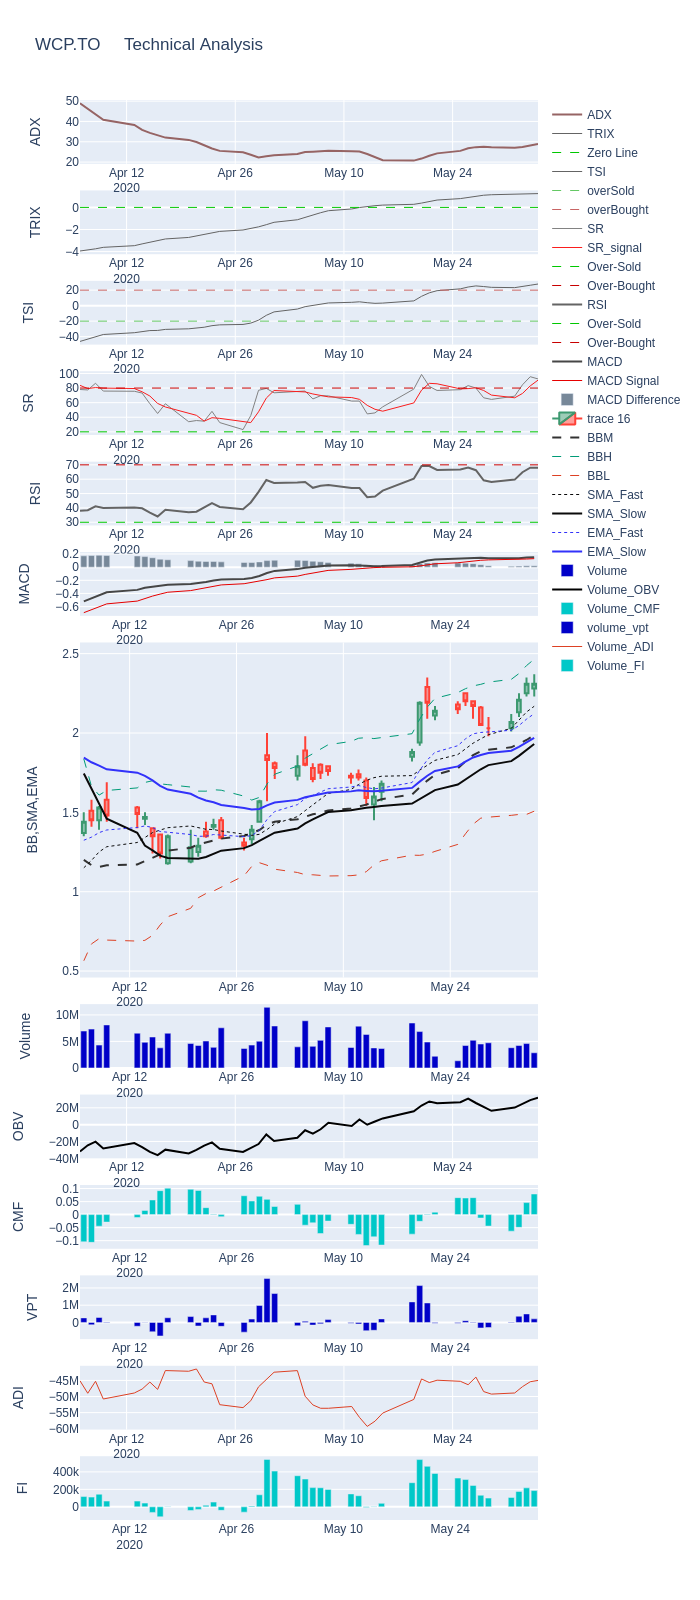 WCP.TO Technical Analysis
ADX
50
40
30
20
Apr 12
2020
Apr 26
May 10
May 24
TRIX
0
−2
−4
Apr 12
2020
Apr 26
May 10
May 24
TSI
20
0
−20
−40
Apr 12
2020
Apr 26
May 10
May 24
SR
100
80
60
40
20
Apr 12
2020
Apr 26
May 10
May 24
RSI
70
60
50
40
30
Apr 12
2020
Apr 26
May 10
May 24
MACD
0.2
0
−0.2
−0.4
−0.6
Apr 12
2020
Apr 26
May 10
May 24
BB,SMA,EMA
2.5
2
1.5
1
0.5
Apr 12
2020
Apr 26
May 10
May 24
Volume
10M
5M
0
Apr 12
2020
Apr 26
May 10
May 24
OBV
20M
0
−20M
−40M
Apr 12
2020
Apr 26
May 10
May 24
CMF
0.1
0.05
0
−0.05
−0.1
Apr 12
2020
Apr 26
May 10
May 24
VPT
2M
1M
0
Apr 12
2020
Apr 26
May 10
May 24
ADI
−45M
−50M
−55M
−60M
Apr 12
2020
Apr 26
May 10
May 24
FI
400k
200k
0
Apr 12
2020
Apr 26
May 10
May 24
ADX
TRIX
Zero Line
TSI
overSold
overBought
SR
SR_signal
Over-Sold
Over-Bought
RSI
Over-Sold
Over-Bought
MACD
MACD Signal
MACD Difference
trace 16
BBM
BBH
BBL
SMA_Fast
SMA_Slow
EMA_Fast
EMA_Slow
Volume
Volume_OBV
Volume_CMF
volume_vpt
Volume_ADI
Volume_FI